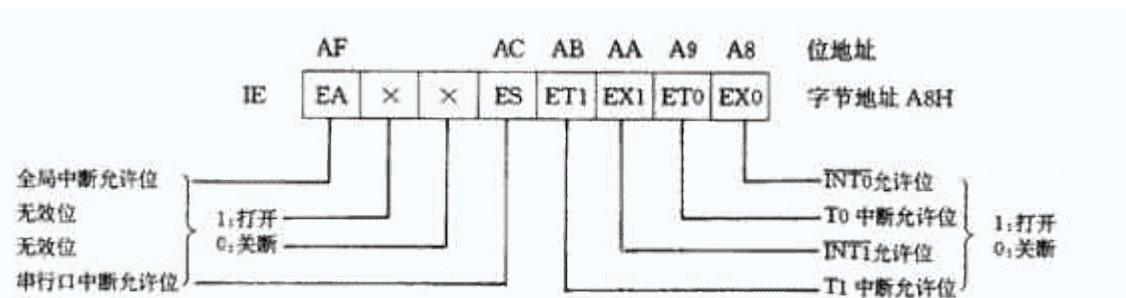 AF AC AB AA A9 A8 位地址
IE EA × × ES ET1 EX1 ET0 EX0 字节地址 A8H
全局中断允许位
无效位
无效位
串行口中断允许位
1:打开
0:关断
INT0允许位
T0 中断允许位
INT1允许位
T1 中断允许位
1:打开
0:关断